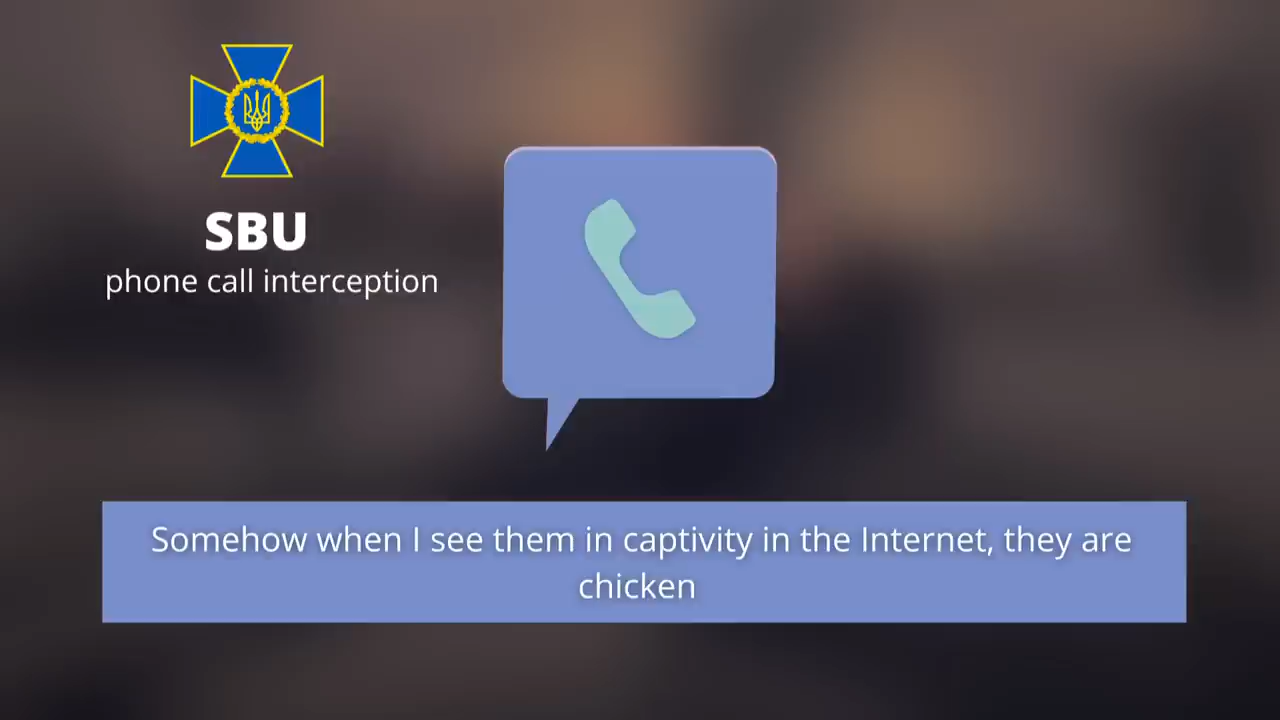 SBU
phone call interception
Somehow when I see them in captivity in the Internet, they are
chicken